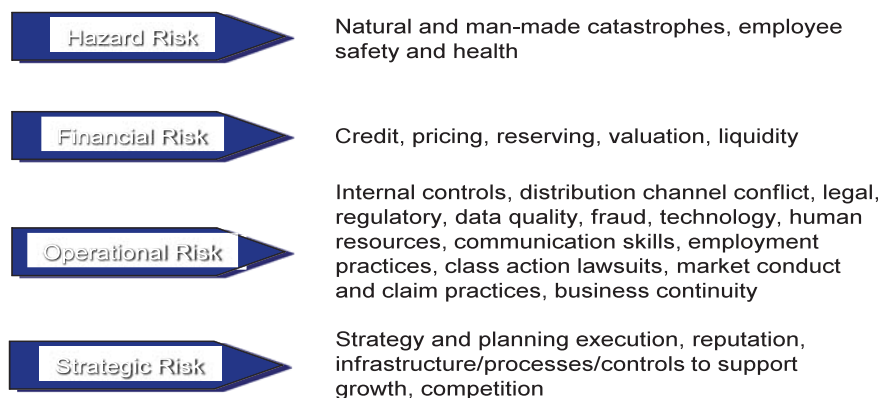 Hazard Risk
Natural and man-made catastrophes, employee
safety and health
Financial Risk
Credit, pricing, reserving, valuation, liquidity
Operational Risk
Internal controls, distribution channel conflict, legal,
regulatory, data quality, fraud, technology, human
resources, communication skills, employment
practices, class action lawsuits, market conduct
and claim practices, business continuity
Strategic Risk
Strategy and planning execution, reputation,
infrastructure/processes/controls to support
growth, competition